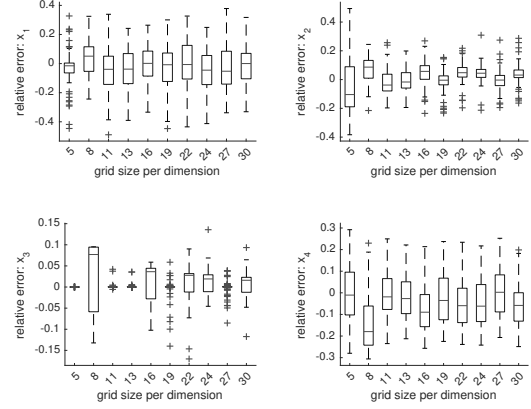 relative error: x1
0.4
0.2
0
-0.2
-0.4
5 8 11 13 16 19 22 24 27 30
grid size per dimension
relative error: x2
0.4
0.2
0
-0.2
-0.4
5 8 11 13 16 19 22 24 27 30
grid size per dimension
relative error: x3
0.15
0.1
0.05
0
-0.05
-0.1
-0.15
5 8 11 13 16 19 22 24 27 30
grid size per dimension
relative error: x4
0.3
0.2
0.1
0
-0.1
-0.2
-0.3
5 8 11 13 16 19 22 24 27 30
grid size per dimension